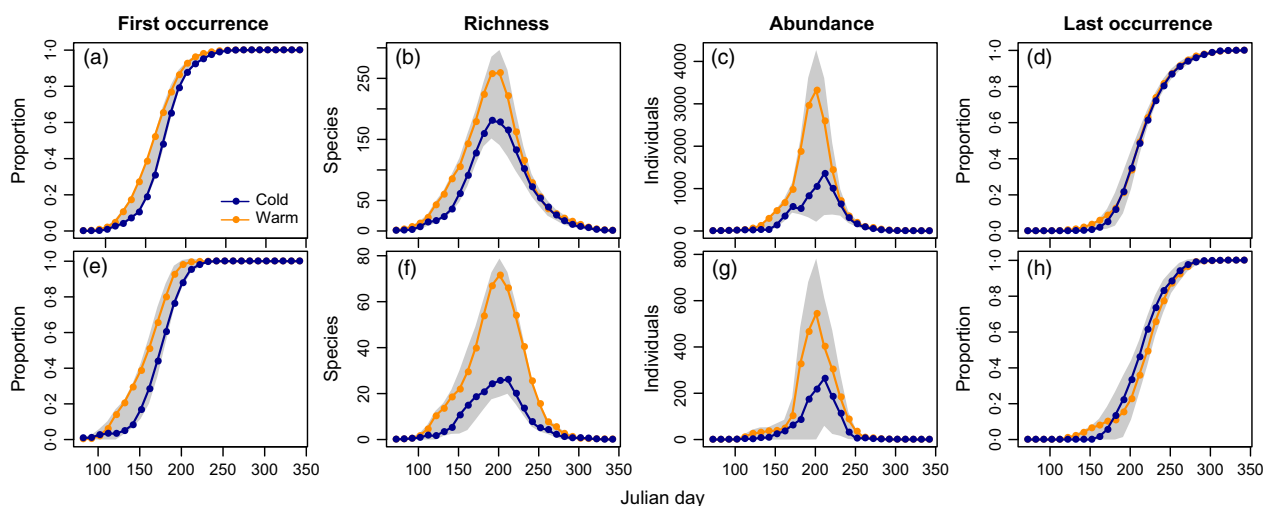 First occurrence
Richness
Abundance
Last occurrence
(a)
Proportion
0·0 0·2 0·4 0·6 0·8 1·0
Cold
Warm
(b)
Species
0 50 150 250
(c)
Individuals
0 1000 2000 3000 4000
(d)
Proportion
0·0 0·2 0·4 0·6 0·8 1·0
(e)
Proportion
0·0 0·2 0·4 0·6 0·8 1·0
100 150 200 250 300 350
(f)
Species
0 20 40 60 80
100 150 200 250 300 350
(g)
Individuals
0 200 400 600 800
100 150 200 250 300 350
(h)
Proportion
0·0 0·2 0·4 0·6 0·8 1·0
100 150 200 250 300 350
Julian day